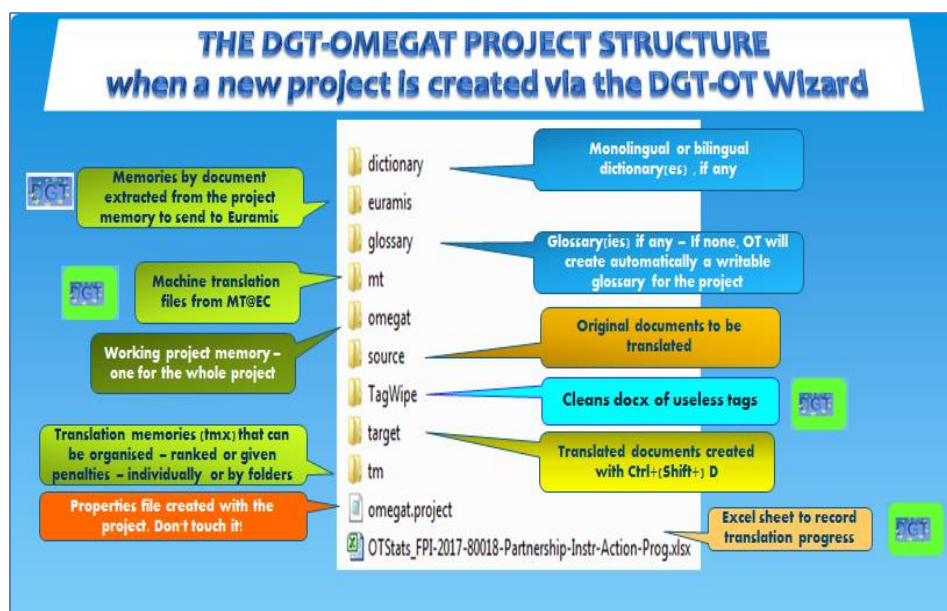 THE DGT-OMEGAT PROJECT STRUCTURE
when a new project is created via the DGT-OT Wizard
dictionary
euramis
glossary
mt
omegat
source
TagWipe
target
tm
omegat.project
OTStats_FPI-2017-80018-Partnership-Instr-Action-Prog.xlsx
DGT
Memories by document
extracted from the project
memory to send to Euramis
DGT
Machine translation
files from MT@EC
Working project memory –
one for the whole project
Translation memories (tmx) that can
be organised – ranked or given
penalties – individually or by folders
Properties file created with the
project. Don't touch it!
Monolingual or bilingual
dictionary(es) , if any
Glossary(ies) if any – If none, OT will
create automatically a writable
glossary for the project
Original documents to be
translated
Cleans docx of useless tags
DGT
Translated documents created
with Ctrl+(Shift+) D
Excel sheet to record
translation progress
DGT